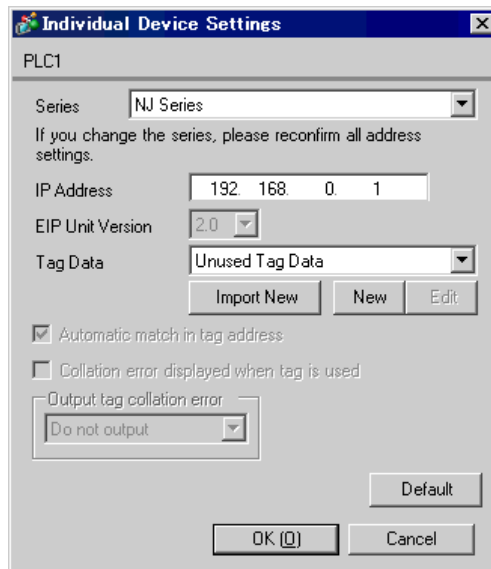 Individual Device Settings
PLC1
Series NJ Series
If you change the series, please reconfirm all address
settings.
IP Address 192. 168. 0. 1
EIP Unit Version 2.0
Tag Data Unused Tag Data
Import New New Edit
Automatic match in tag address
Collation error displayed when tag is used
Output tag collation error
Do not output
Default
OK (O) Cancel